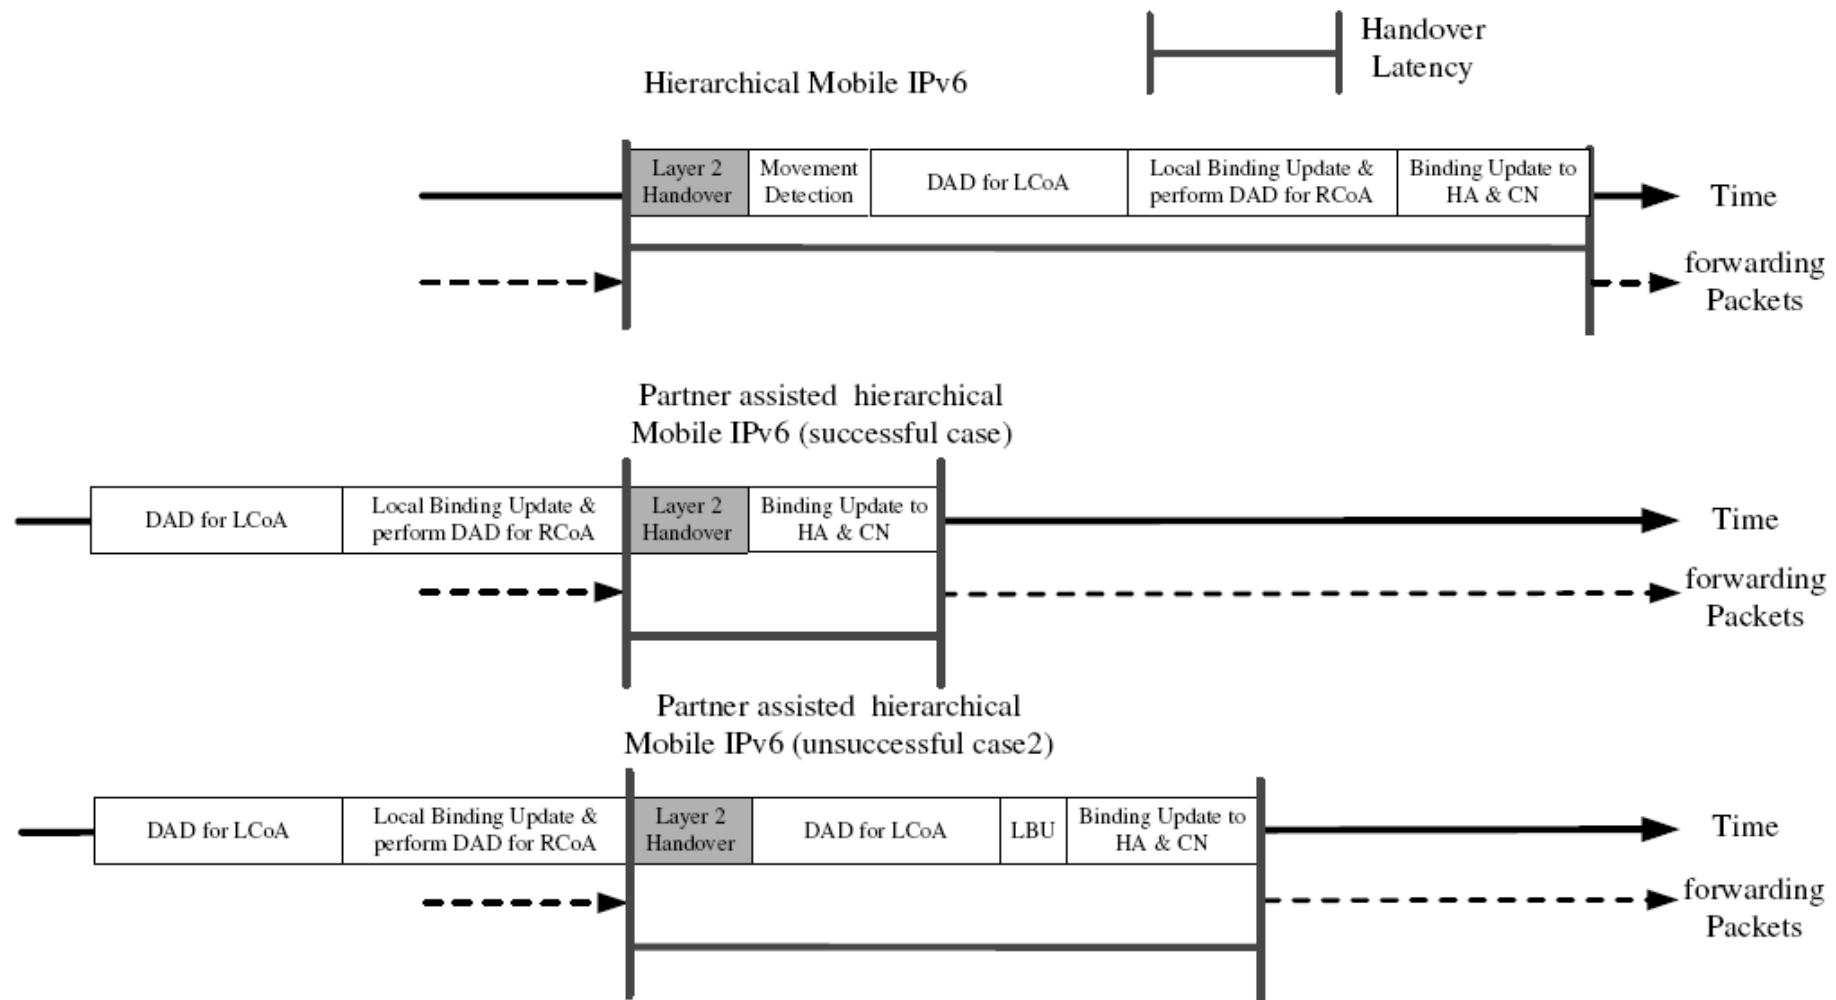 Handover
Latency
Hierarchical Mobile IPv6
Layer 2
Handover
Movement
Detection
DAD for LCoA
Local Binding Update &
perform DAD for RCoA
Binding Update to
HA & CN
Time
forwarding
Packets
Partner assisted hierarchical
Mobile IPv6 (successful case)
DAD for LCoA
Local Binding Update &
perform DAD for RCoA
Layer 2
Handover
Binding Update to
HA & CN
Time
forwarding
Packets
Partner assisted hierarchical
Mobile IPv6 (unsuccessful case2)
DAD for LCoA
Local Binding Update &
perform DAD for RCoA
Layer 2
Handover
DAD for LCoA
LBU
Binding Update to
HA & CN
Time
forwarding
Packets